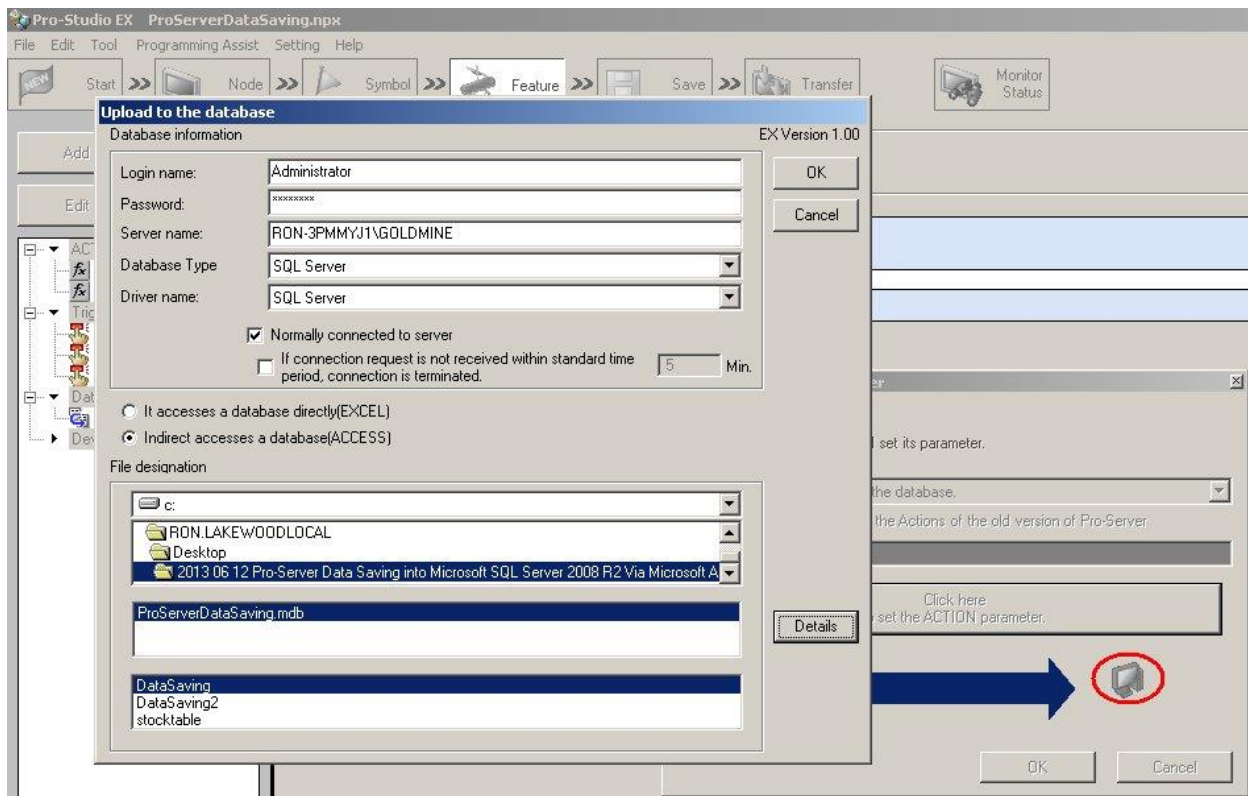 Pro-Studio EX ProServerDataSaving.npx
File Edit Tool Programming Assist Setting Help
NEW Start >> Node >> Symbol >> Feature >> Save >> Transfer Monitor Status
Upload to the database
Database information EX Version 1.00
Add
Login name: Administrator OK
Edit
Password: xxxxxxxx
Cancel
Server name: RON-3PMMYJ1\GOLDMINE
Database Type SQL Server
Driver name: SQL Server
Normally connected to server
If connection request is not received within standard time
period, connection is terminated. 5 Min.
It accesses a database directly(EXCEL)
Indirect accesses a database(ACCESS)
File designation
c:
RON.LAKEWOODLOCAL
Desktop
2013 06 12 Pro-Server Data Saving into Microsoft SQL Server 2008 R2 Via Microsoft A
ProServerDataSaving.mdb
Details
DataSaving
DataSaving2
stocktable
fx
fx
set its parameter.
the database.
the Actions of the old version of Pro-Server
Click here
set the ACTION parameter.
OK Cancel